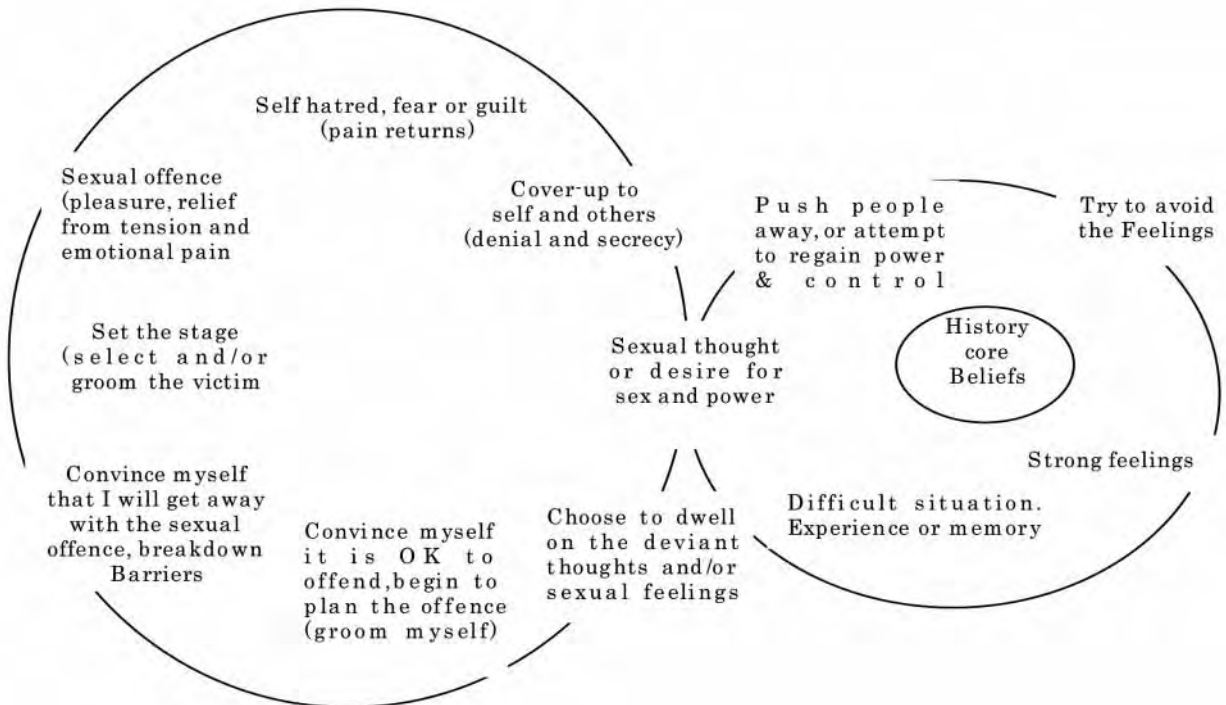 Self hatred, fear or guilt
(pain returns)
Sexual offence
(pleasure, relief
from tension and
emotional pain
Cover-up to
self and others
(denial and secrecy)
Push people
away, or attempt
to regain power
& control
Try to avoid
the Feelings
Set the stage
(select and/or
groom the victim
Sexual thought
or desire for
sex and power
History
core
Beliefs
Strong feelings
Difficult situation.
Experience or memory
Convince myself
that I will get away
with the sexual
offence, breakdown
Barriers
Convince myself
it is OK to
offend, begin to
plan the offence
(groom myself)
Choose to dwell
on the deviant
thoughts and/or
sexual feelings